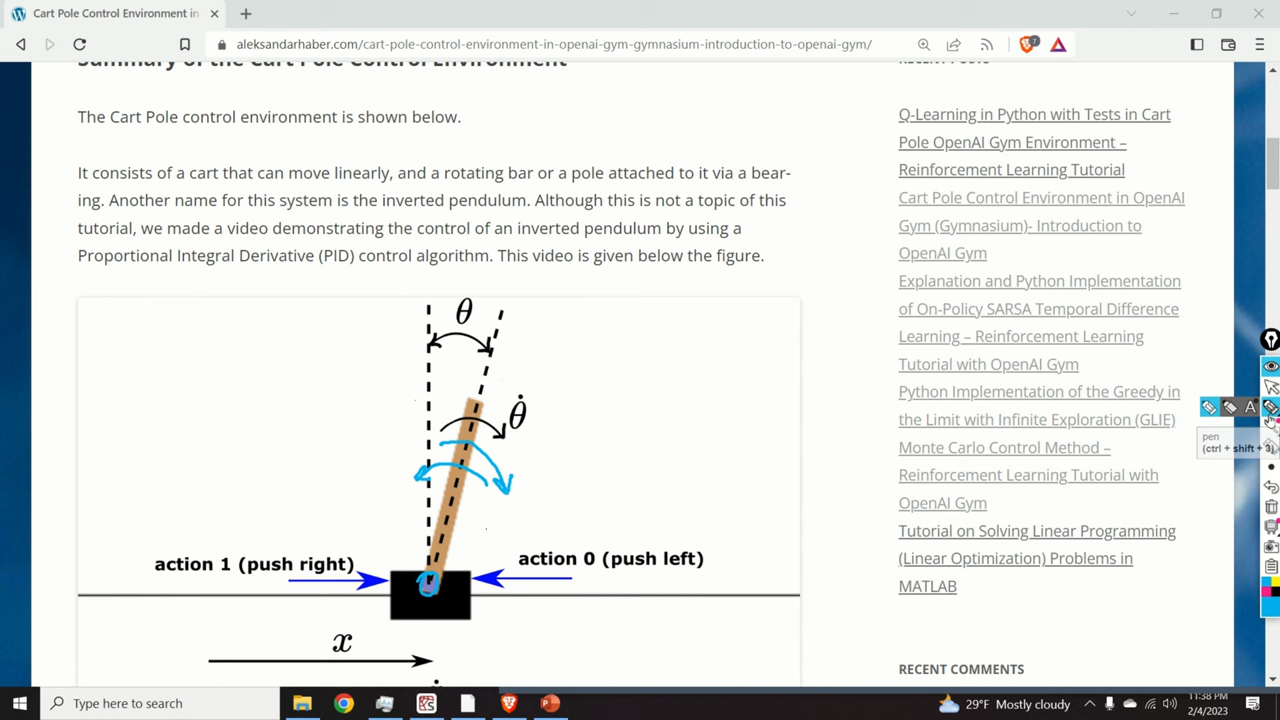 Cart Pole Control Environment in
aleksandarhaber.com/cart-pole-control-environment-in-openai-gym-gymnasium-introduction-to-openai-gym/
7
Summary of the Cart Pole Control Environment
The Cart Pole control environment is shown below.
It consists of a cart that can move linearly, and a rotating bar or a pole attached to it via a bear-
ing. Another name for this system is the inverted pendulum. Although this is not a topic of this
tutorial, we made a video demonstrating the control of an inverted pendulum by using a
Proportional Integral Derivative (PID) control algorithm. This video is given below the figure.
θ
θ̇
action 1 (push right)
action 0 (push left)
x
RECENT POSTS
Q-Learning in Python with Tests in Cart
Pole OpenAI Gym Environment –
Reinforcement Learning Tutorial
Cart Pole Control Environment in OpenAI
Gym (Gymnasium)- Introduction to
OpenAI Gym
Explanation and Python Implementation
of On-Policy SARSA Temporal Difference
Learning – Reinforcement Learning
Tutorial with OpenAI Gym
Python Implementation of the Greedy in
the Limit with Infinite Exploration (GLIE)
Monte Carlo Control Method –
Reinforcement Learning Tutorial with
OpenAI Gym
Tutorial on Solving Linear Programming
(Linear Optimization) Problems in
MATLAB
RECENT COMMENTS
A
pen
(ctrl + shift + 3)
Type here to search
29°F Mostly cloudy
11:38 PM
2/4/2023